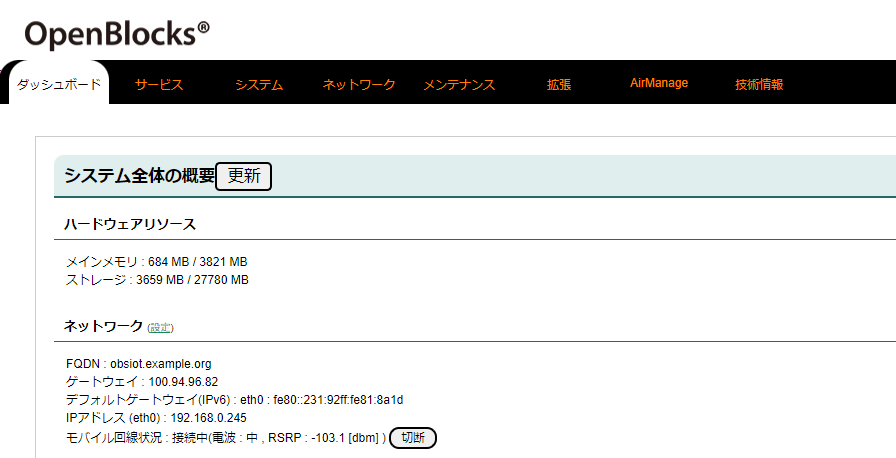 OpenBlocks®
ダッシュボード サービス システム ネットワーク メンテナンス 拡張 AirManage 技術情報
システム全体の概要 更新
ハードウェアリソース
メインメモリ : 684 MB / 3821 MB
ストレージ : 3659 MB / 27780 MB
ネットワーク (設定)
FQDN : obsiot.example.org
ゲートウェイ : 100.94.96.82
デフォルトゲートウェイ(IPv6) : eth0 : fe80::231:92ff:fe81:8a1d
IPアドレス (eth0) : 192.168.0.245
モバイル回線状況 : 接続中(電波 : 中 , RSRP : -103.1 [dbm] ) 切断